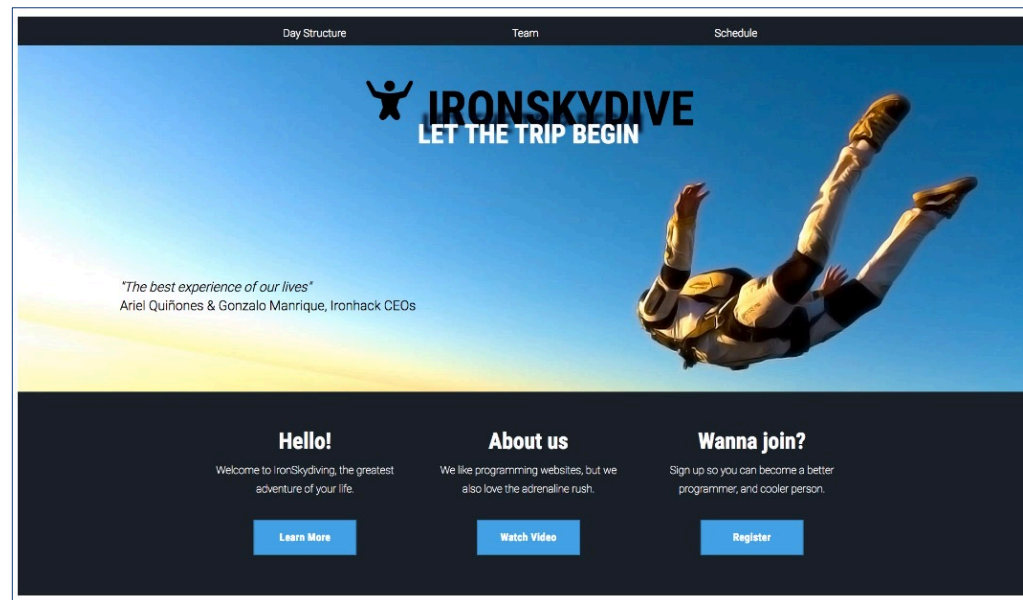 Day Structure Team Schedule
IRONSKYDIVE
LET THE TRIP BEGIN
"The best experience of our lives"
Ariel Quiñones & Gonzalo Manrique, Ironhack CEOs
Hello!
Welcome to IronSkydiving, the greatest
adventure of your life.
Learn More
About us
We like programming websites, but we
also love the adrenaline rush.
Watch Video
Wanna join?
Sign up so you can become a better
programmer, and cooler person.
Register